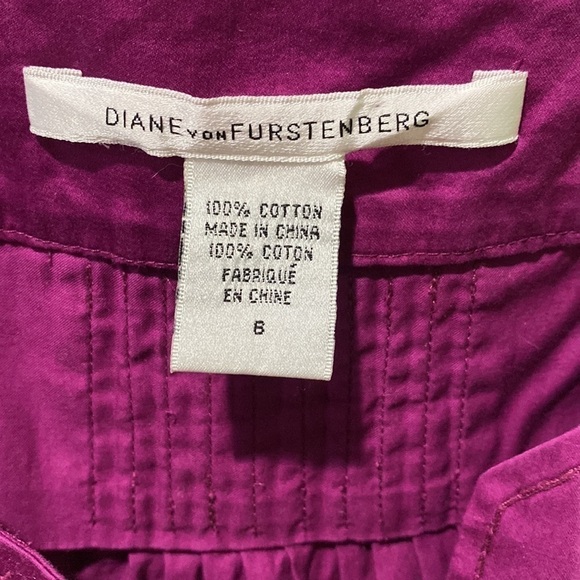 DIANE VON FURSTENBERG
100% COTTON
MADE IN CHINA
100% COTON
FABRIQUÉ
EN CHINE
8